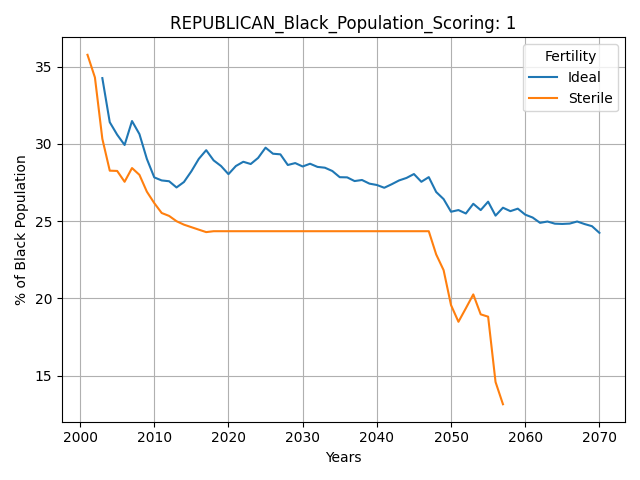 REPUBLICAN_Black_Population_Scoring: 1
Fertility
Ideal
Sterile
% of Black Population
35
30
25
20
15
2000 2010 2020 2030 2040 2050 2060 2070
Years